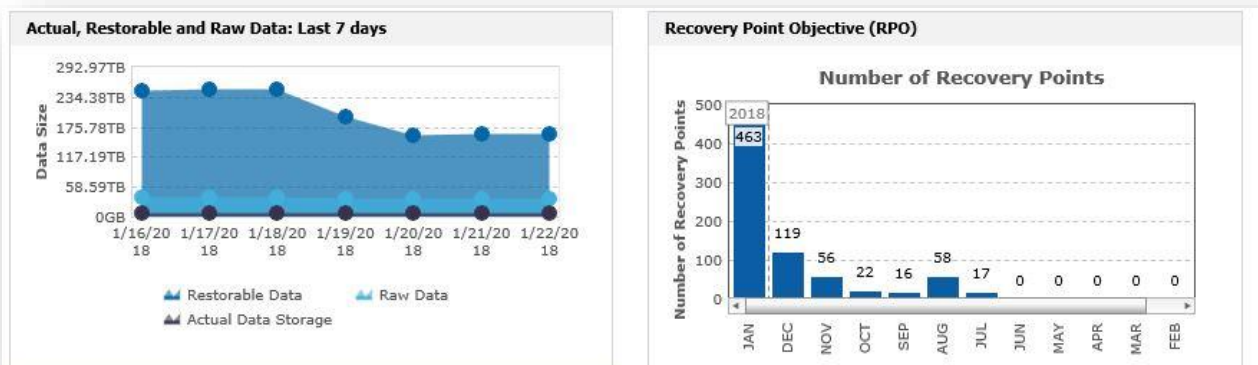 Actual, Restorable and Raw Data: Last 7 days
292.97TB
234.38TB
175.78TB
117.19TB
58.59TB
0GB
Data Size
1/16/20 1/17/20 1/18/20 1/19/20 1/20/20 1/21/20 1/22/20
18 18 18 18 18 18 18
Restorable Data Raw Data
Actual Data Storage
Recovery Point Objective (RPO)
Number of Recovery Points
Number of Recovery Points
500
400
300
200
100
0
2018
463
119
56
22
16
58
17
0
0
0
0
0
JAN
DEC
NOV
OCT
SEP
AUG
JUL
JUN
MAY
APR
MAR
FEB